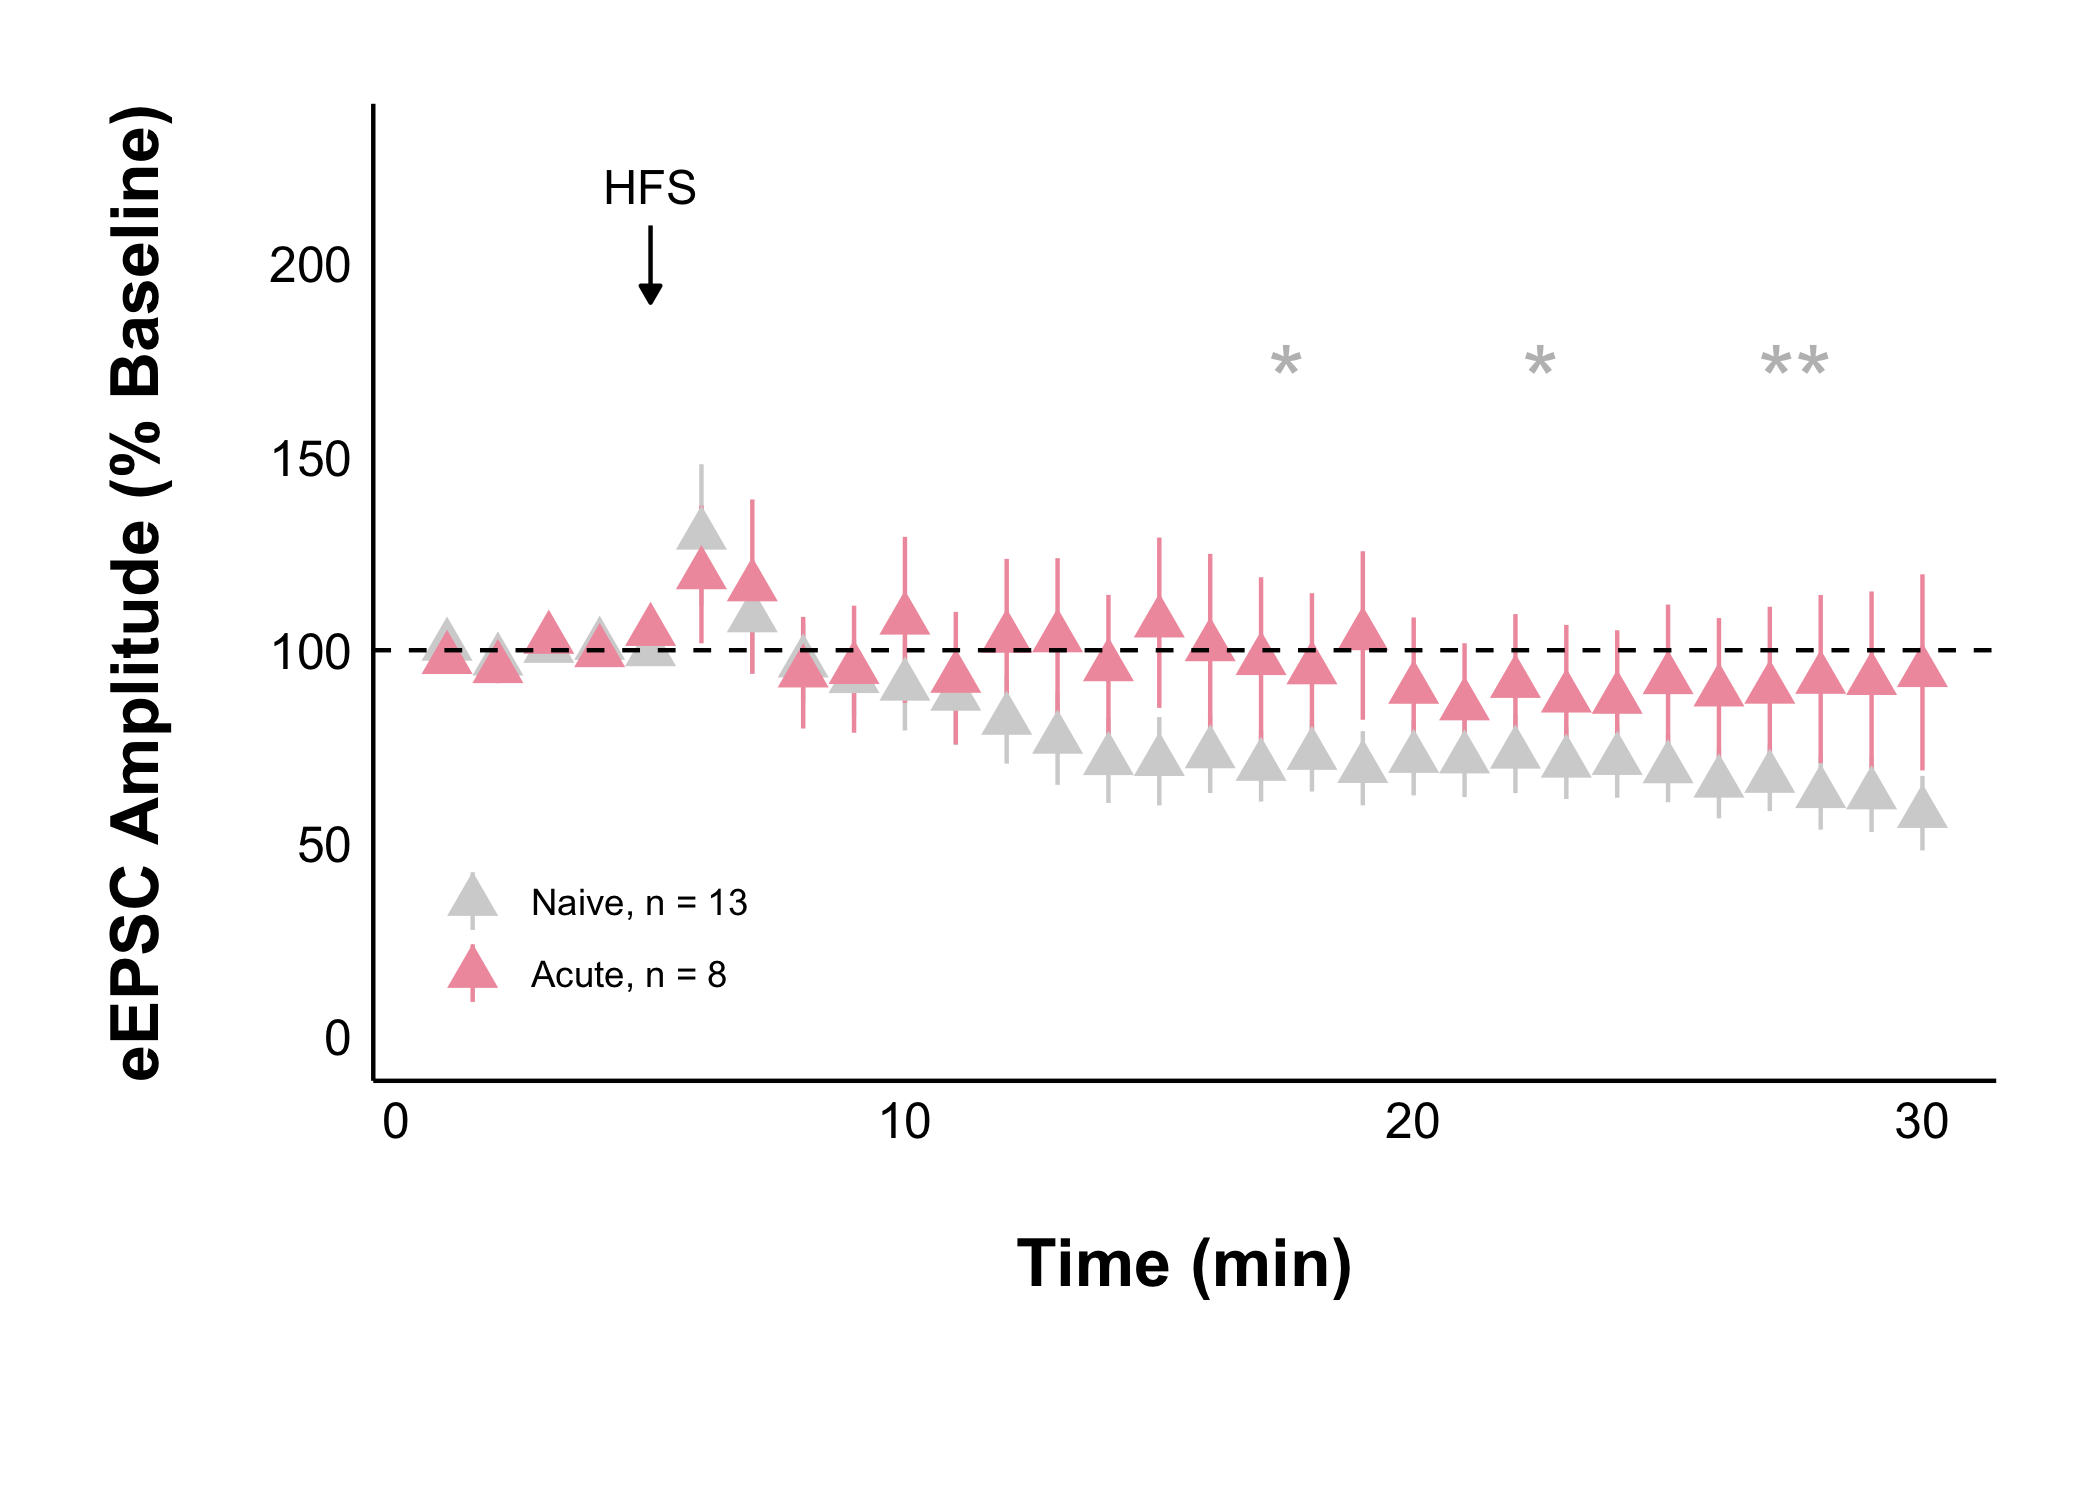 eEPSC Amplitude (% Baseline)
HFS
200
150
100
50
0
*
*
**
Naive, n = 13
Acute, n = 8
0
10
20
30
Time (min)